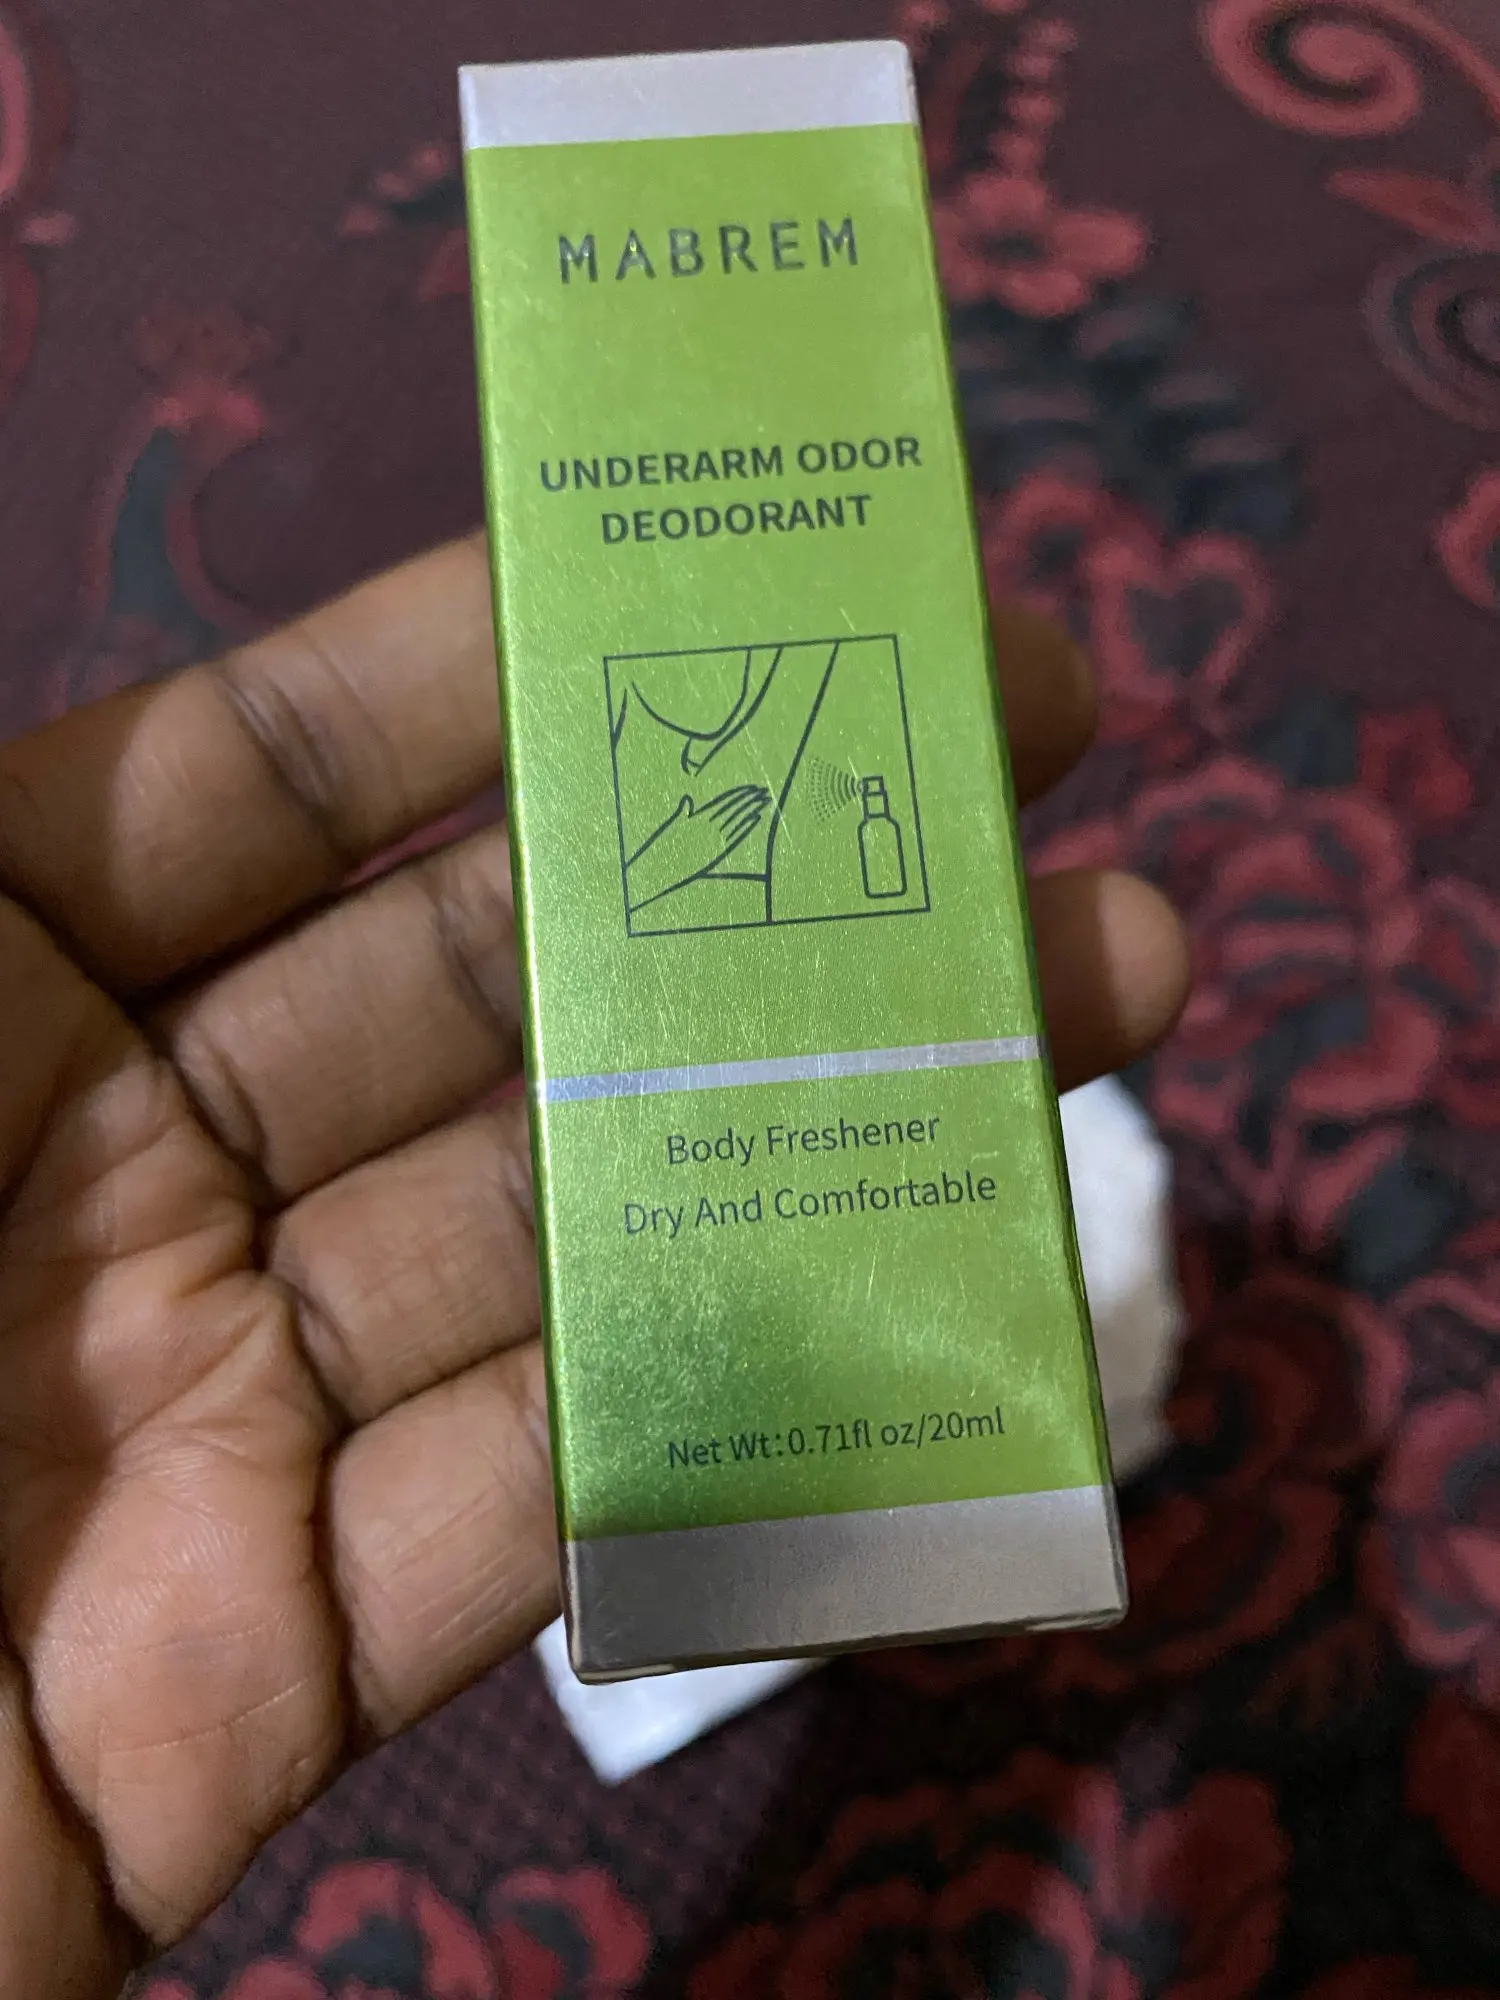 MABREM
UNDERARM ODOR
DEODORANT
Body Freshener
Dry And Comfortable
Net Wt:0.71fl oz/20ml